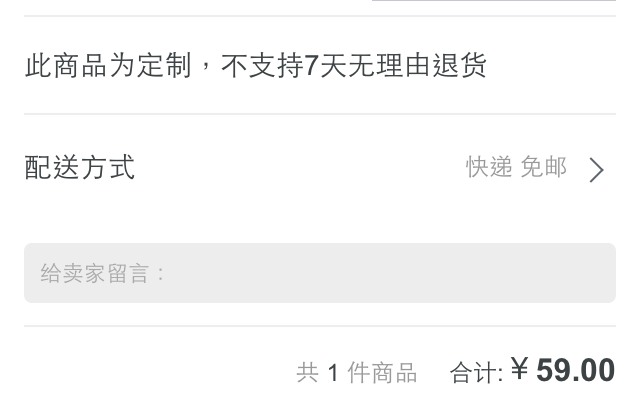 此商品为定制，不支持7天无理由退货
配送方式 快递 免邮
给卖家留言：
共 1 件商品 合计: ¥ 59.00